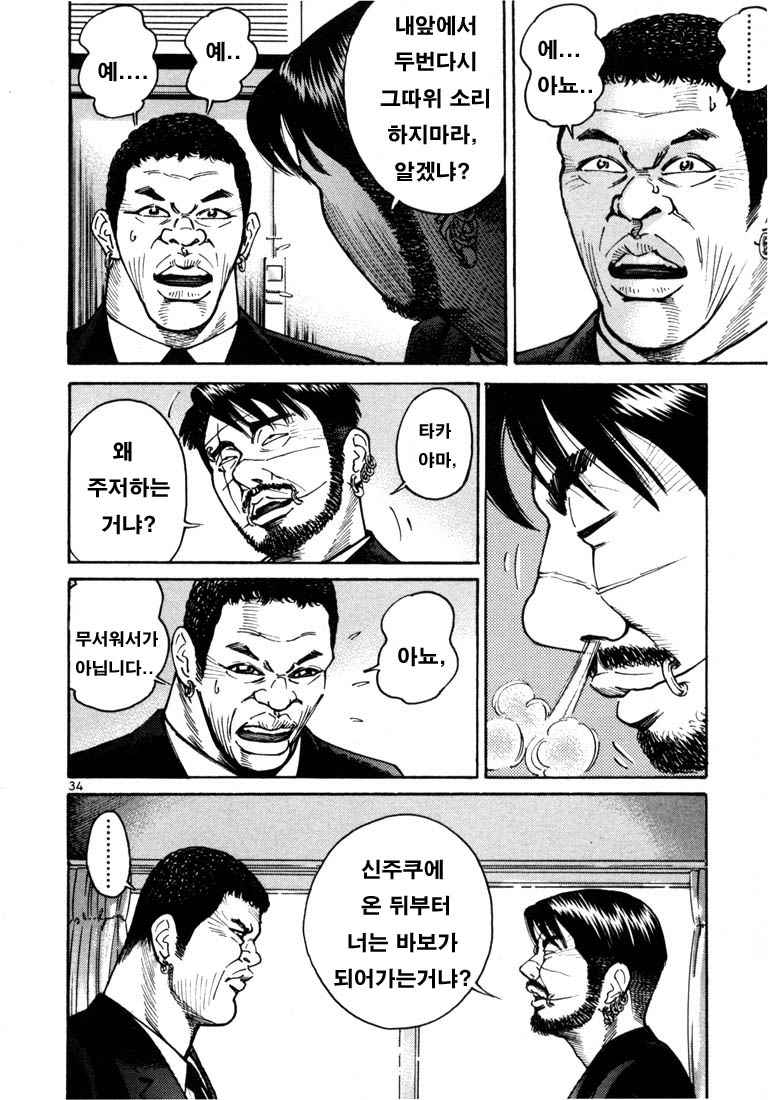 ………
에…
아뇨..
내앞에서
두번다시
그따위 소리
하지마라,
알겠냐?
예..
예....
타카
야마,
왜
주저하는
거냐?
아뇨,
무서워서가
아닙니다..
34
신주쿠에
온 뒤부터
너는 바보가
되어가는거냐?
………